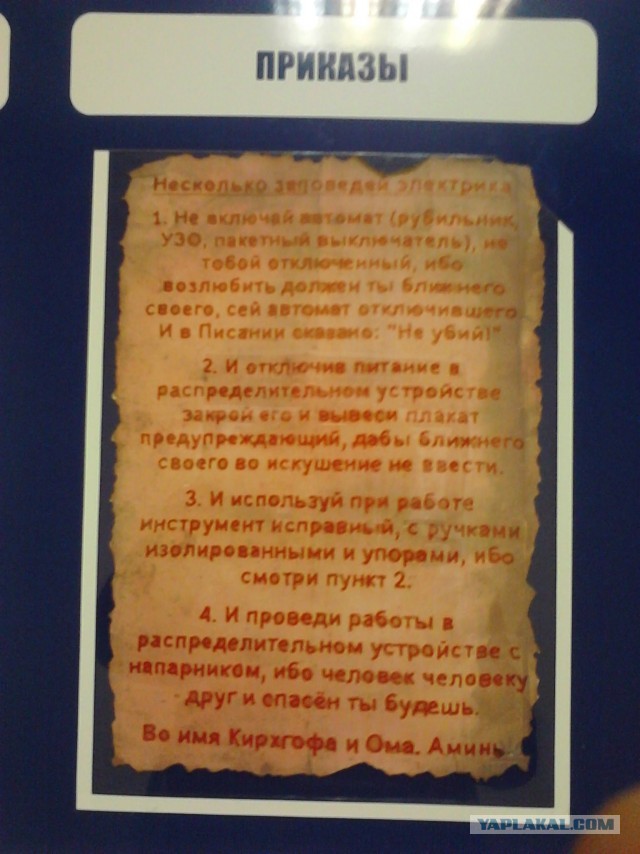 ПРИКАЗЫ
Несколько заповедей электрика
1. Не включай автомат (рубильник,
УЗО, пакетный выключатель), не
тобой отключенный, ибо
возлюбить должен ты ближнего
своего, сей автомат отключившего
И в Писании сказано: "Не убий!"
2. И отключив питание в
распределительном устройстве
закрой его и вывеси плакат
предупреждающий, дабы ближнего
своего во искушение не ввести.
3. И используй при работе
инструмент исправный, с ручками
изолированными и упорами, ибо
смотри пункт 2.
4. И проведи работы в
распределительном устройстве с
напарником, ибо человек человеку
друг и спасён ты будешь.
Во имя Кирхгофа и Ома. Аминь.
YAPLAKAL.COM